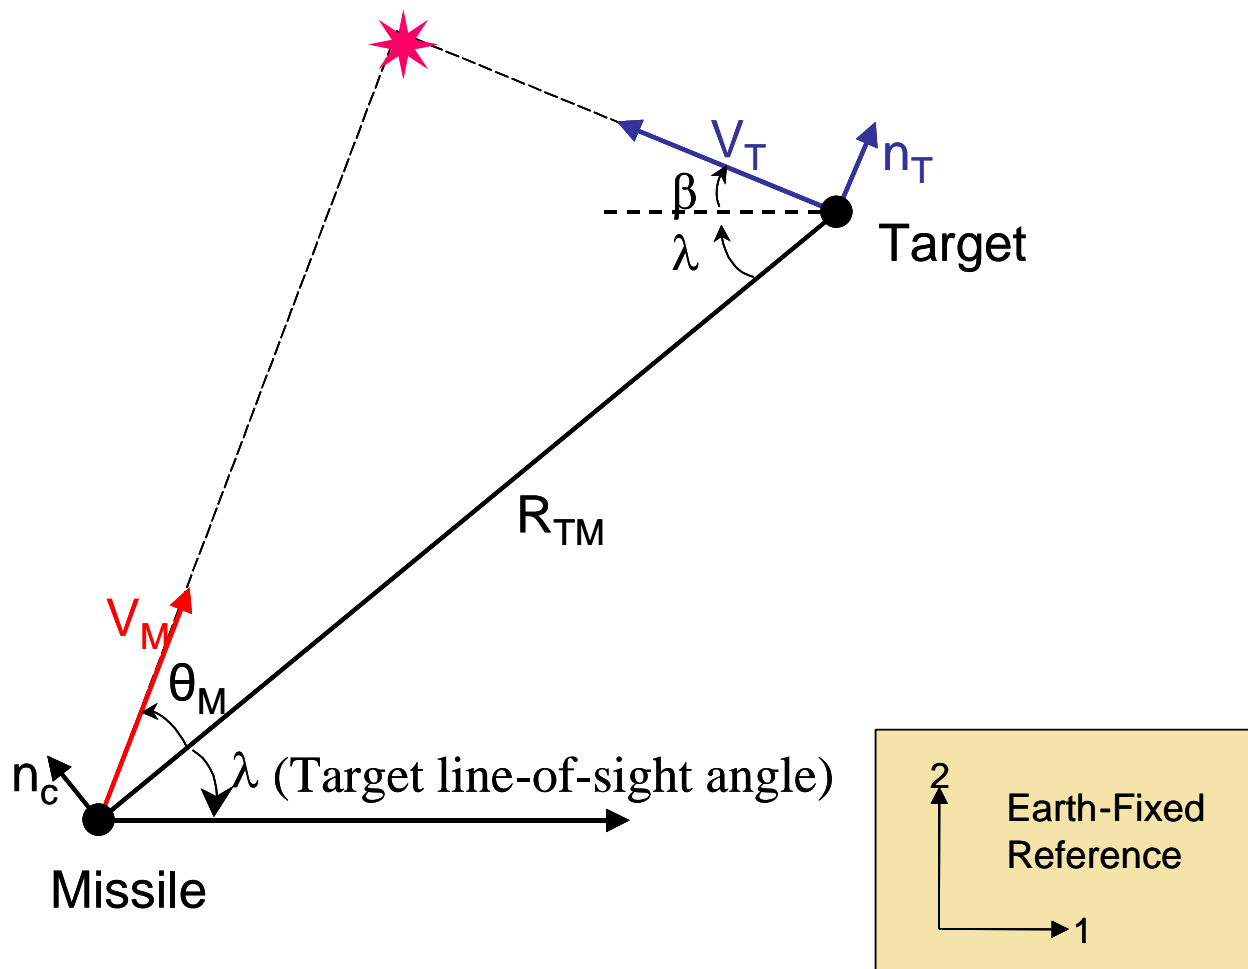 V_T
n_T
β
Target
λ
R_TM
V_M
θ_M
n_c
λ (Target line-of-sight angle)
Missile
2
Earth-Fixed
Reference
1